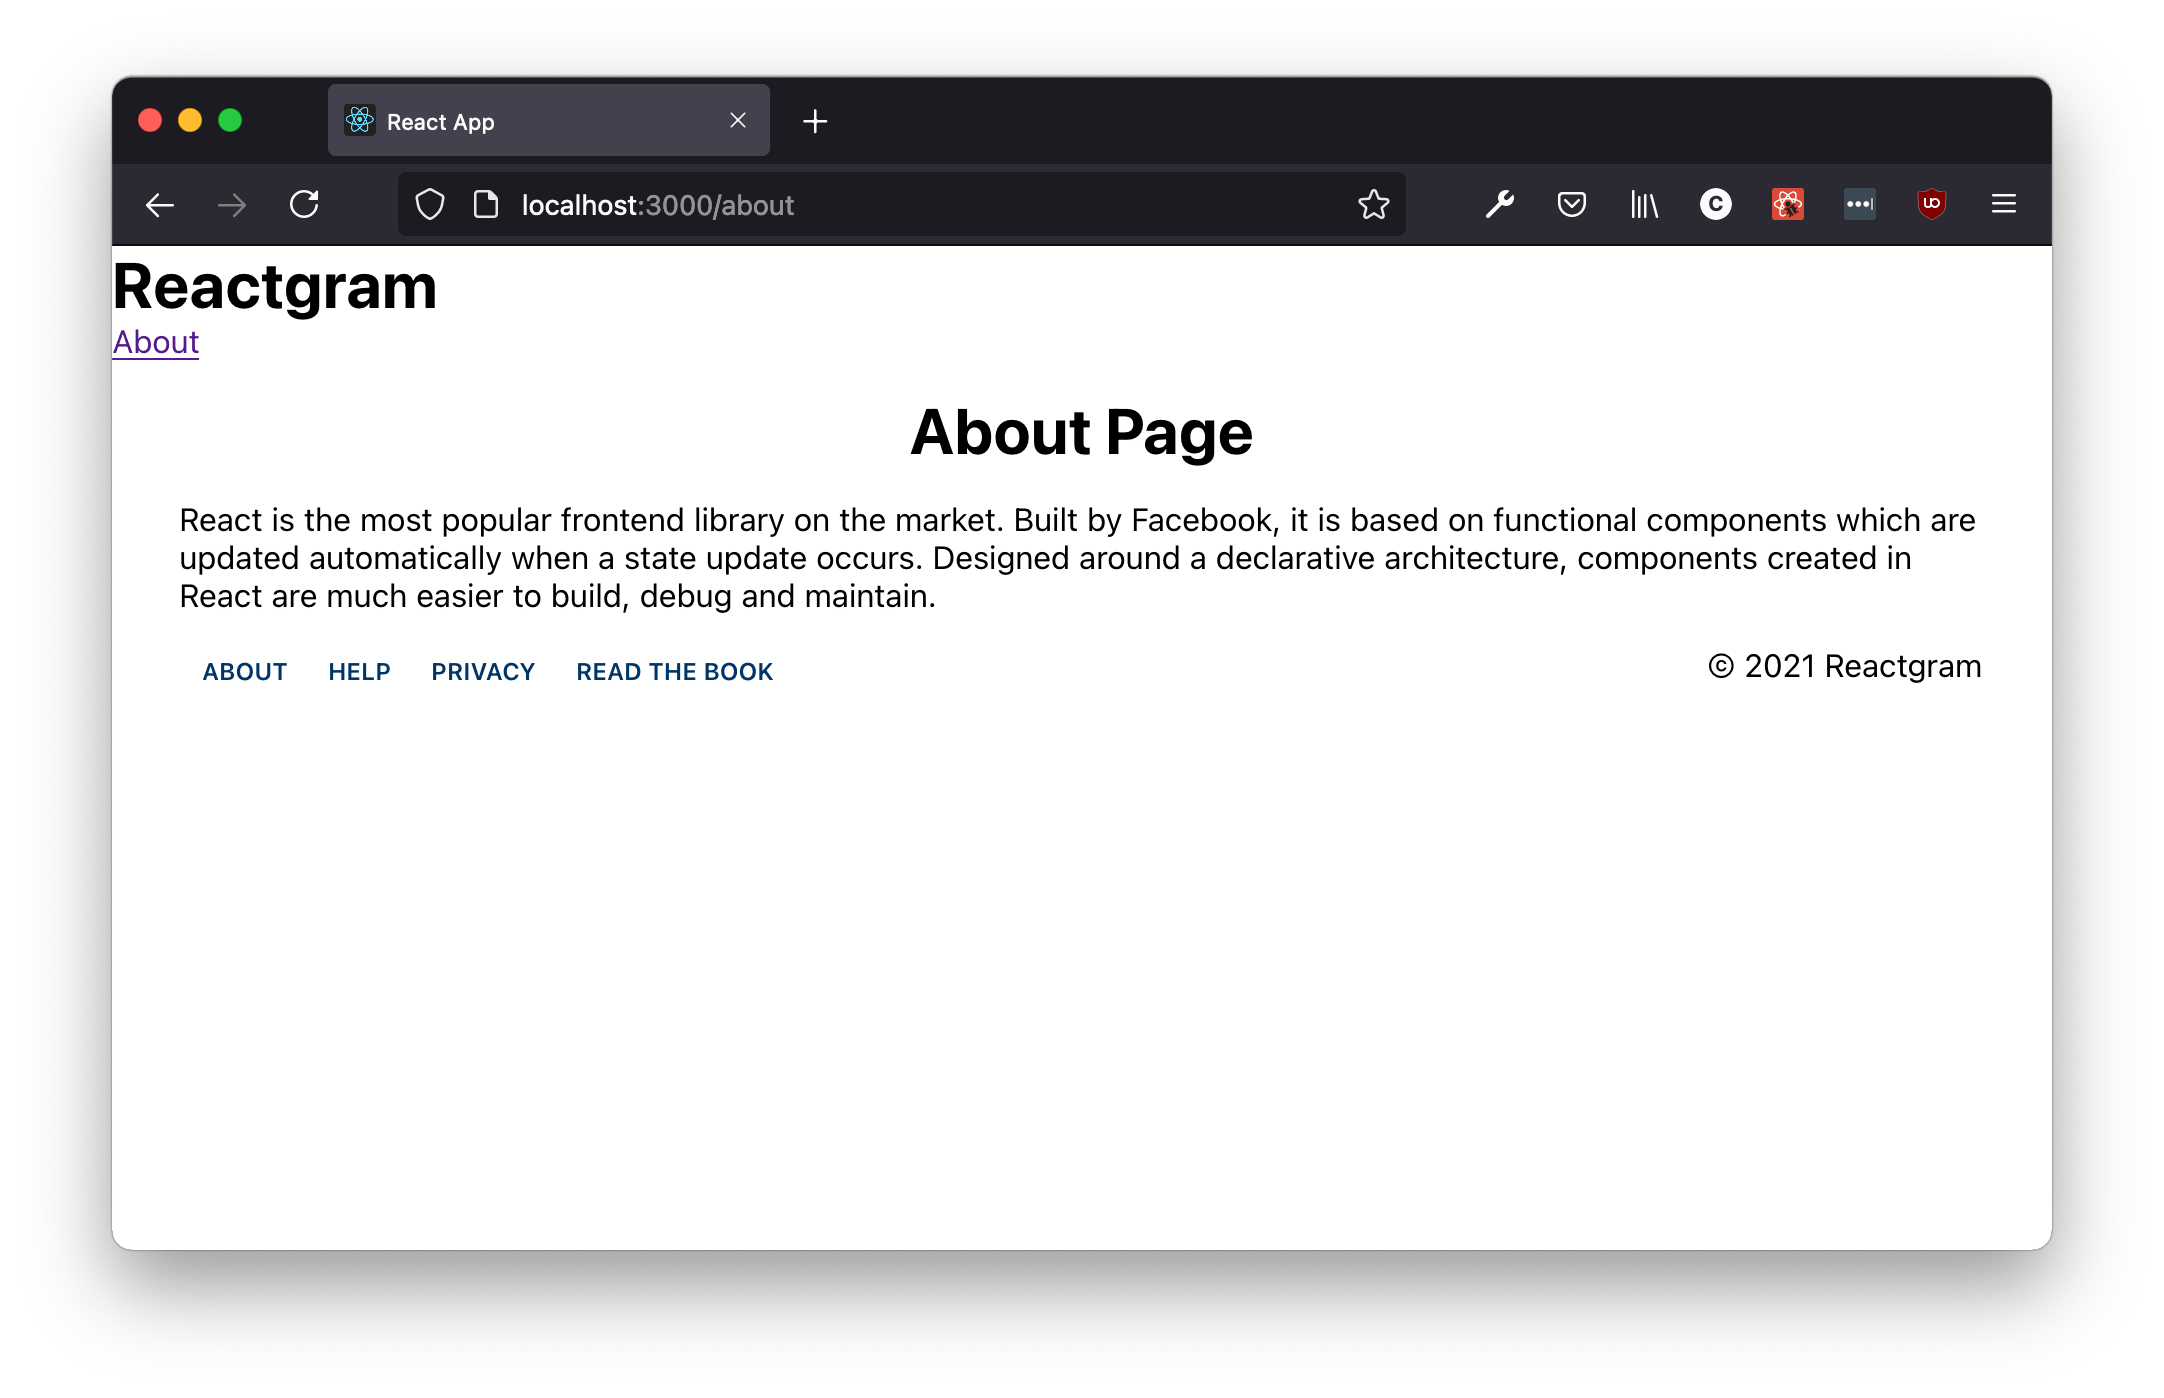 React App
localhost:3000/about
Reactgram
About
About Page
React is the most popular frontend library on the market. Built by Facebook, it is based on functional components which are
updated automatically when a state update occurs. Designed around a declarative architecture, components created in
React are much easier to build, debug and maintain.
ABOUT HELP PRIVACY READ THE BOOK © 2021 Reactgram